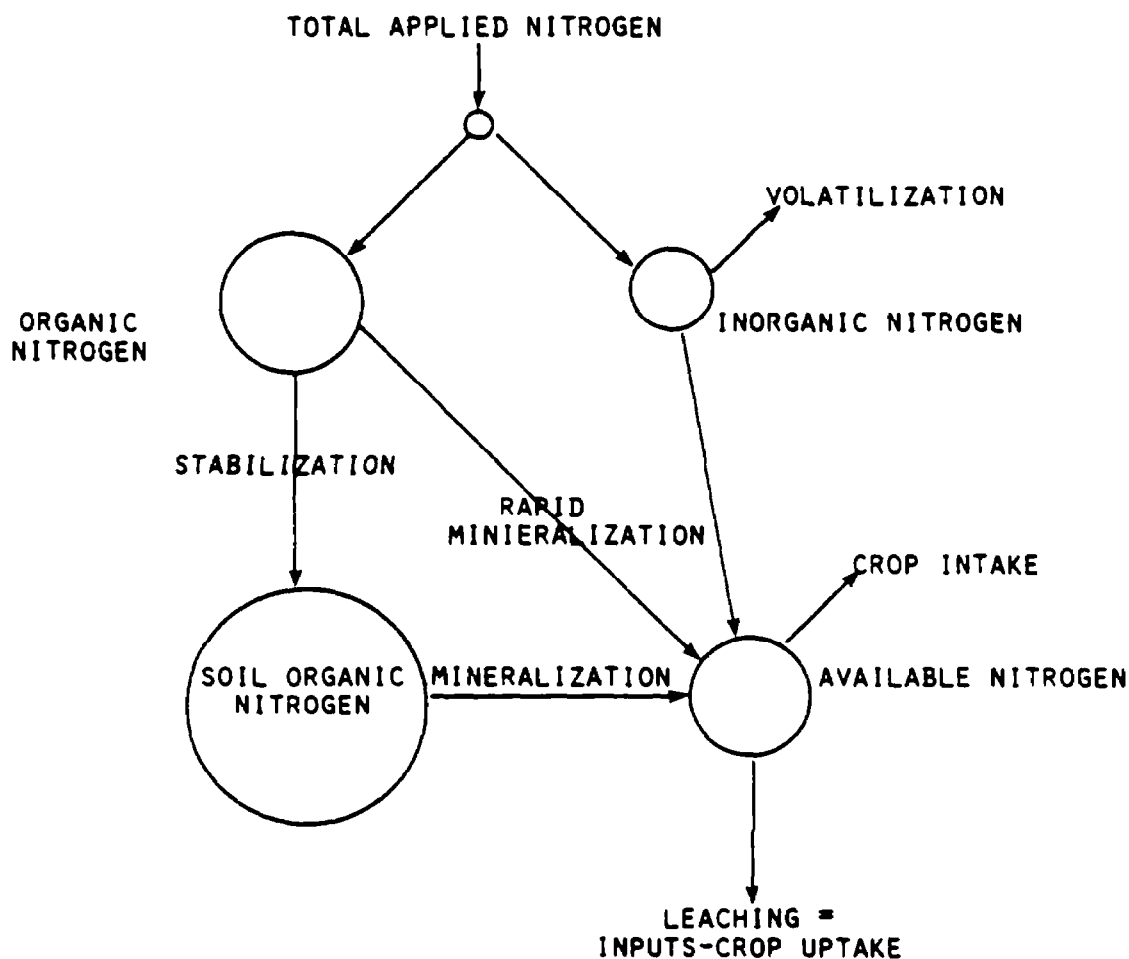 TOTAL APPLIED NITROGEN
VOLATILIZATION
ORGANIC
NITROGEN
INORGANIC NITROGEN
STABILIZATION
RAPID
MINIERALIZATION
CROP INTAKE
SOIL ORGANIC
NITROGEN
MINERALIZATION
AVAILABLE NITROGEN
LEACHING =
INPUTS-CROP UPTAKE